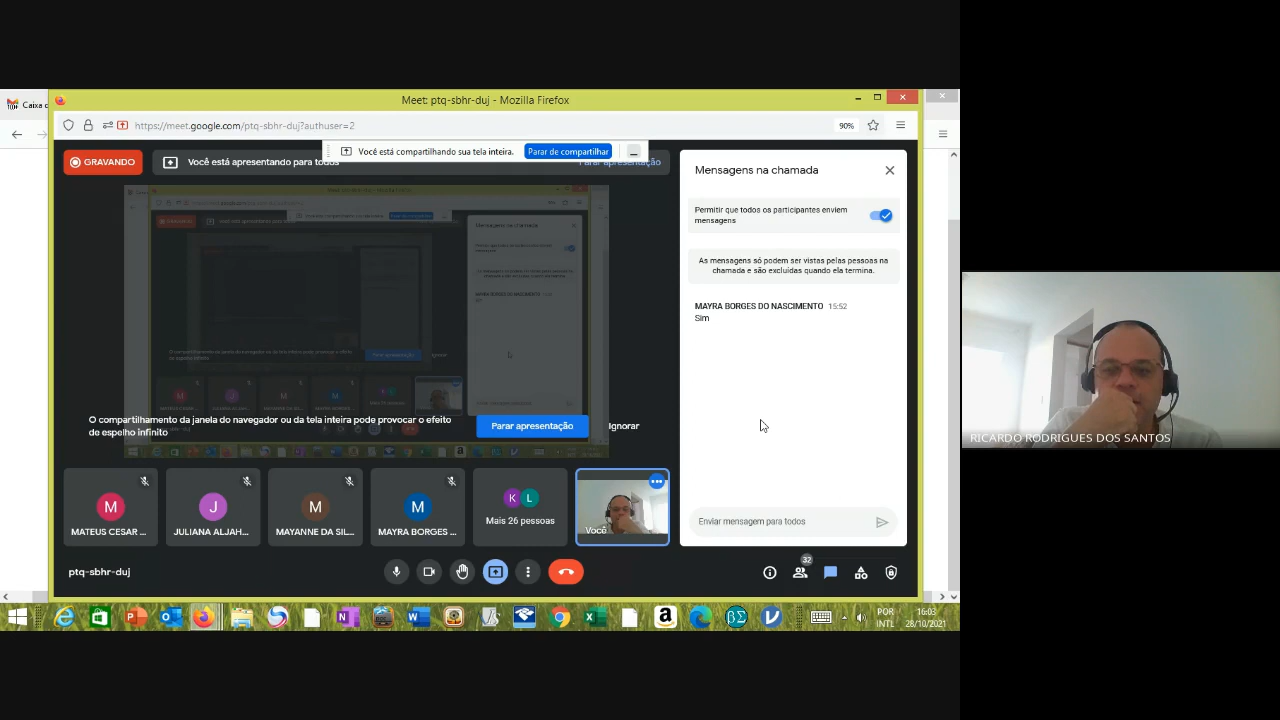 Meet: ptq-sbhr-duj - Mozilla Firefox
Caixa d
https://meet.google.com/ptq-sbhr-duj?authuser=2
90%
Você está compartilhando sua tela inteira.
Parar de compartilhar
GRAVANDO
Você está apresentando para todos
Parar apresentação
Mensagens na chamada
Permitir que todos os participantes enviem
mensagens
As mensagens só podem ser vistas pelas pessoas na
chamada e são excluídas quando ela termina.
MAYRA BORGES DO NASCIMENTO 15:52
Sim
O compartilhamento da janela do navegador ou da tela inteira pode provocar o efeito
de espelho infinito
Parar apresentação
Ignorar
RICARDO RODRIGUES DOS SANTOS
M
J
M
M
K
L
MATEUS CESAR ...
JULIANA ALJAH...
MAYANNE DA SIL...
MAYRA BORGES ...
Mais 26 pessoas
Você
Enviar mensagem para todos
ptq-sbhr-duj
32
POR
INTL
16:03
28/10/2021